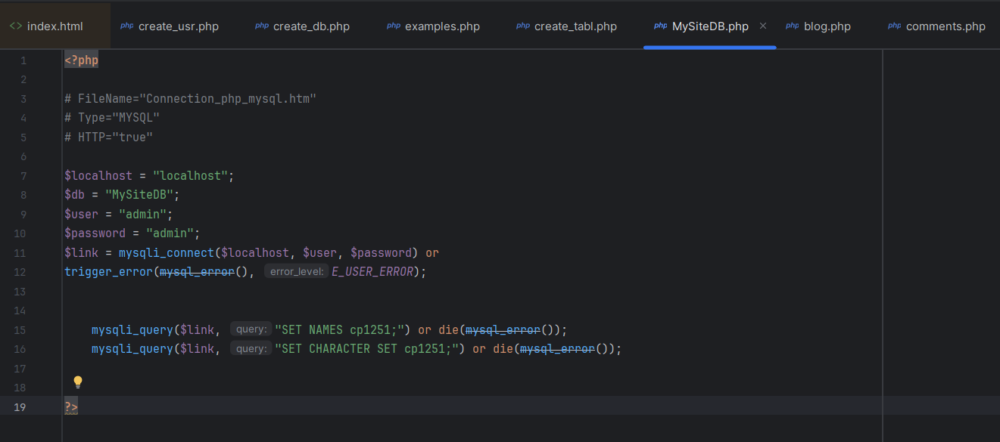 <> index.html
php create_usr.php
php create_db.php
php examples.php
php create_tabl.php
php MySiteDB.php ×
php blog.php
php comments.php
1 <?php
2
3 # FileName="Connection_php_mysql.htm"
4 # Type="MYSQL"
5 # HTTP="true"
6
7 $localhost = "localhost";
8 $db = "MySiteDB";
9 $user = "admin";
10 $password = "admin";
11 $link = mysqli_connect($localhost, $user, $password) or
12 trigger_error(mysql_error(), error_level: E_USER_ERROR);
13
14
15 mysqli_query($link, query: "SET NAMES cp1251;") or die(mysql_error());
16 mysqli_query($link, query: "SET CHARACTER SET cp1251;") or die(mysql_error());
17
18
19 ?>